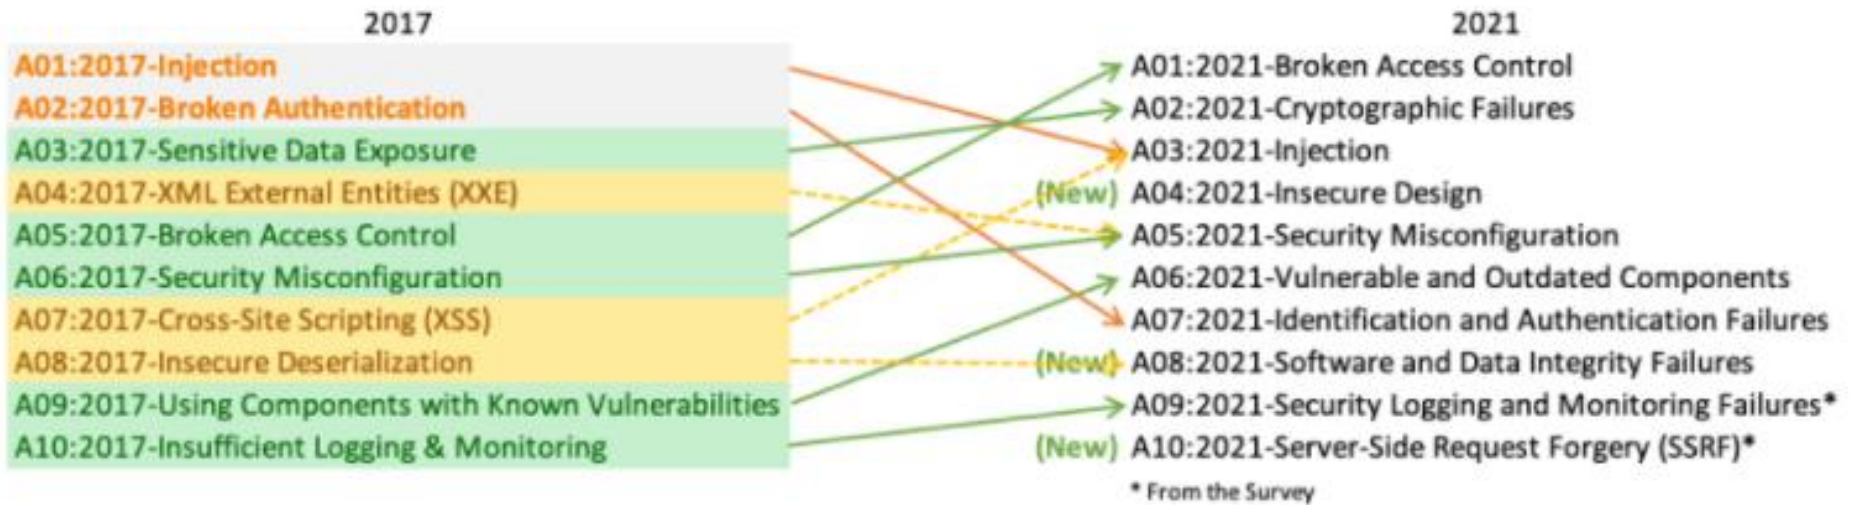 2017
A01:2017-Injection
A02:2017-Broken Authentication
A03:2017-Sensitive Data Exposure
A04:2017-XML External Entities (XXE)
A05:2017-Broken Access Control
A06:2017-Security Misconfiguration
A07:2017-Cross-Site Scripting (XSS)
A08:2017-Insecure Deserialization
A09:2017-Using Components with Known Vulnerabilities
A10:2017-Insufficient Logging & Monitoring
2021
A01:2021-Broken Access Control
A02:2021-Cryptographic Failures
A03:2021-Injection
(New) A04:2021-Insecure Design
A05:2021-Security Misconfiguration
A06:2021-Vulnerable and Outdated Components
A07:2021-Identification and Authentication Failures
(New) A08:2021-Software and Data Integrity Failures
A09:2021-Security Logging and Monitoring Failures*
(New) A10:2021-Server-Side Request Forgery (SSRF)*
* From the Survey